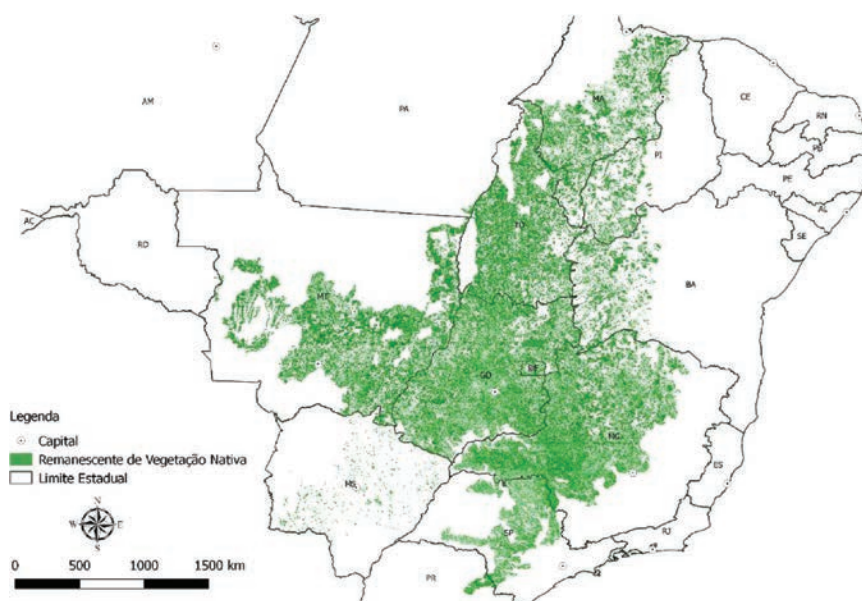 AM
PA
MA
CE
RN
PB
PI
PE
AL
AC
RO
TO
SE
BA
MT
GO
DF
Legenda
Capital
Remanescente de Vegetação Nativa
Limite Estadual
MG
ES
MS
N
W E
S
SP
RJ
0 500 1000 1500 km
PR